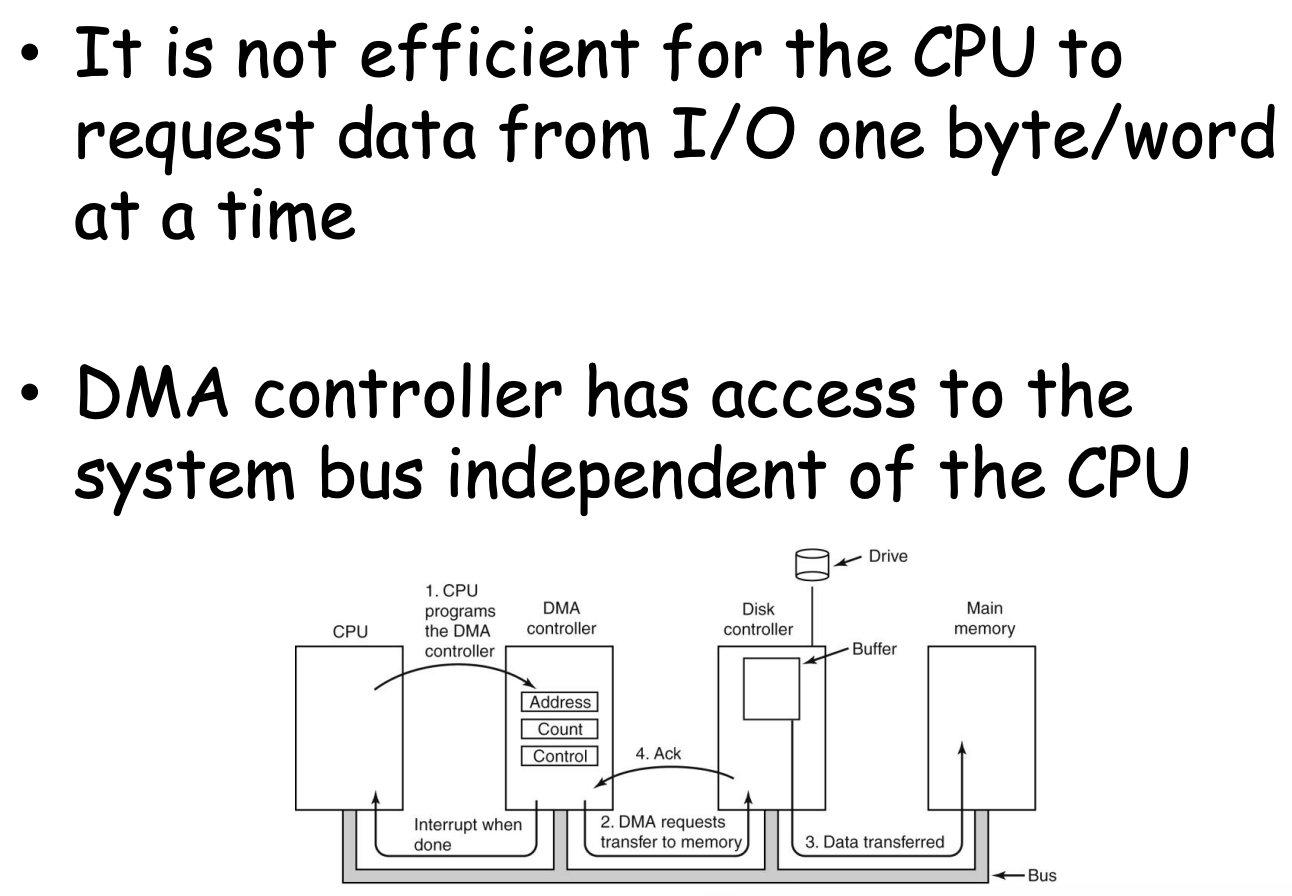 • It is not efficient for the CPU to
request data from I/O one byte/word
at a time
• DMA controller has access to the
system bus independent of the CPU
Drive
1. CPU
programs
the DMA
controller
CPU
DMA
controller
Disk
controller
Main
memory
Buffer
Address
Count
Control
4. Ack
Interrupt when
done
2. DMA requests
transfer to memory
3. Data transferred
Bus